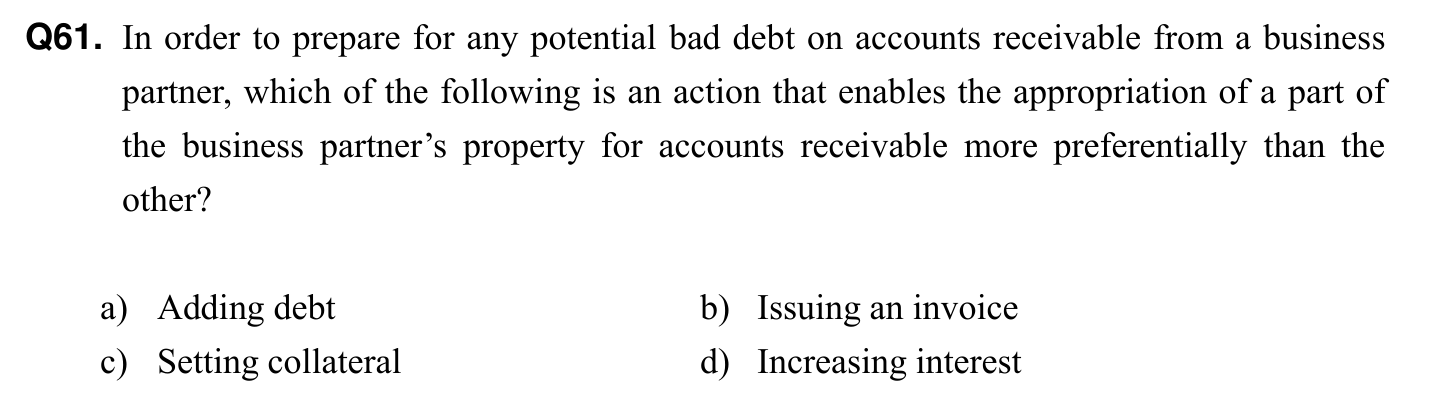 Q61. In order to prepare for any potential bad debt on accounts receivable from a business
partner, which of the following is an action that enables the appropriation of a part of
the business partner’s property for accounts receivable more preferentially than the
other?
a) Adding debt b) Issuing an invoice
c) Setting collateral d) Increasing interest